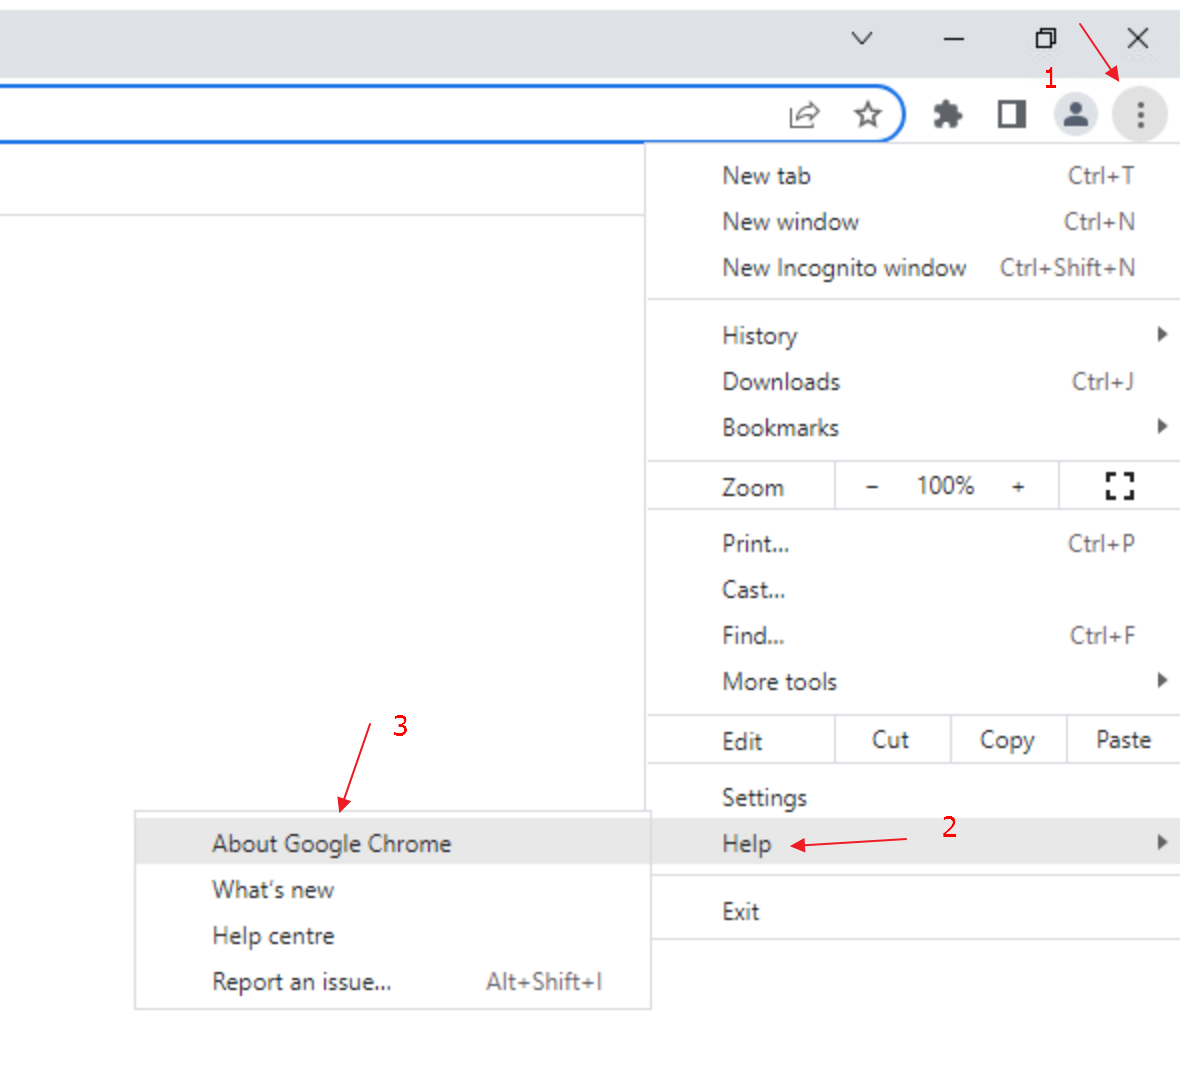 1
New tab Ctrl+T
New window Ctrl+N
New Incognito window Ctrl+Shift+N
History
Downloads Ctrl+J
Bookmarks
Zoom − 100% +
Print... Ctrl+P
Cast...
Find... Ctrl+F
More tools
3
Edit Cut Copy Paste
Settings
2
Help
About Google Chrome
What's new
Exit
Help centre
Report an issue... Alt+Shift+I